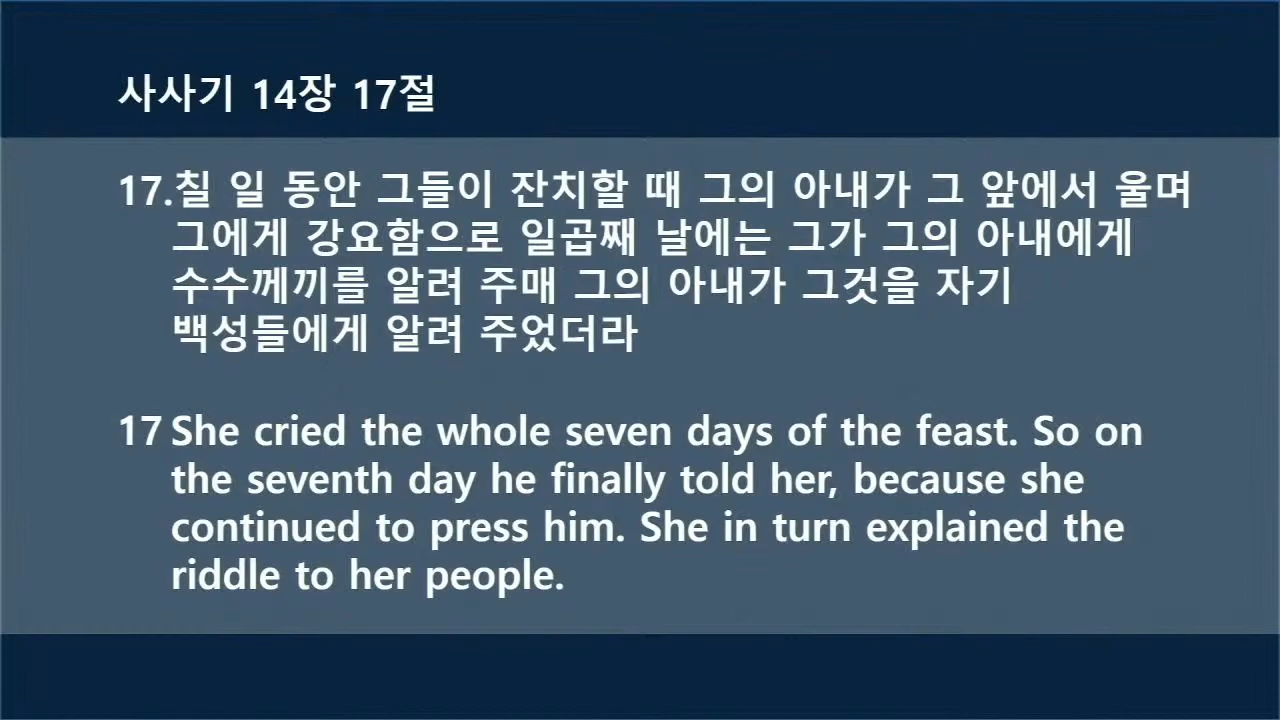 사사기 14장 17절
17.칠 일 동안 그들이 잔치할 때 그의 아내가 그 앞에서 울며
그에게 강요함으로 일곱째 날에는 그가 그의 아내에게
수수께끼를 알려 주매 그의 아내가 그것을 자기
백성들에게 알려 주었더라
17 She cried the whole seven days of the feast. So on
the seventh day he finally told her, because she
continued to press him. She in turn explained the
riddle to her people.